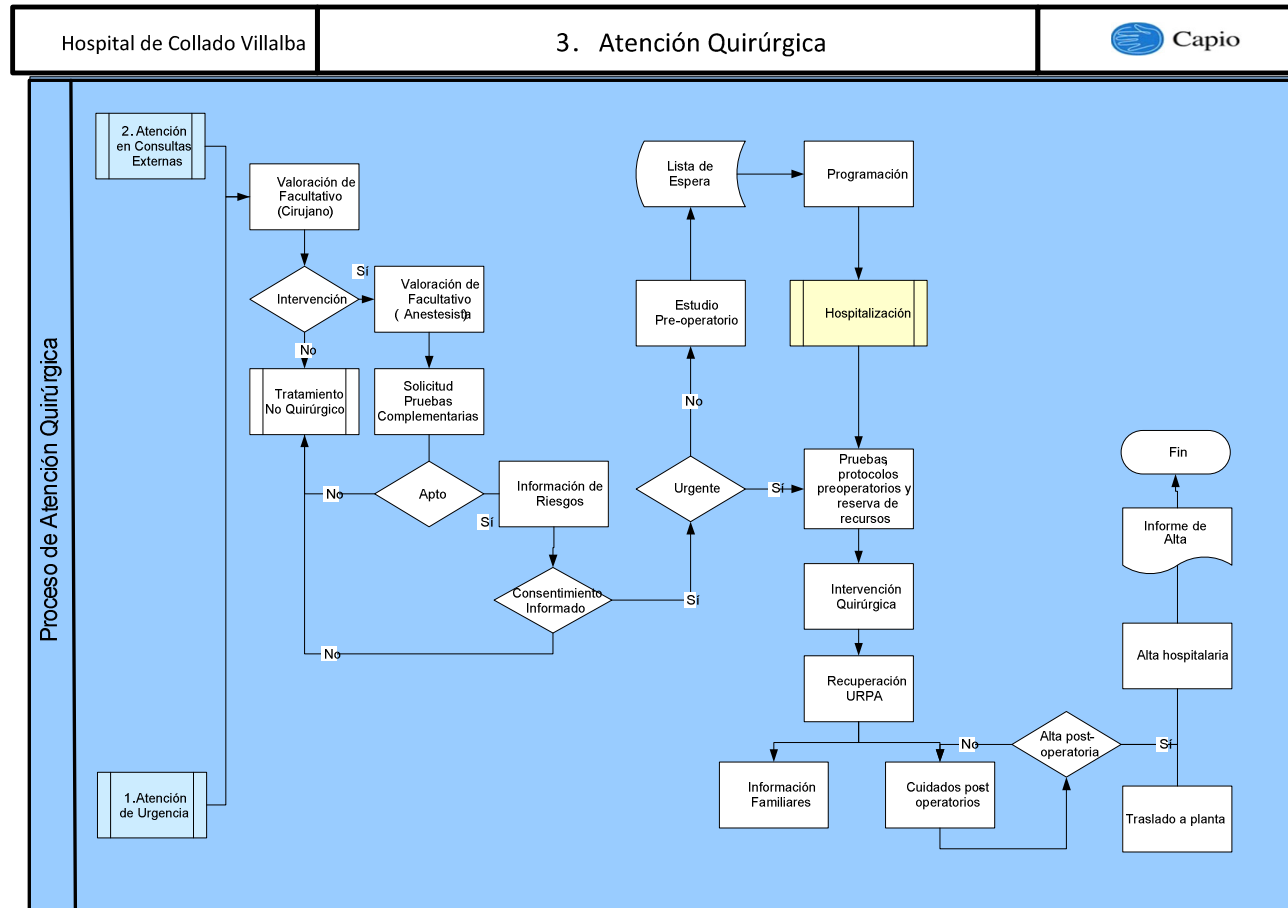 Hospital de Collado Villalba
3. Atención Quirúrgica
Capio
Proceso de Atención Quirúrgica
2. Atención
en Consultas
Externas
Valoración de
Facultativo
(Cirujano)
Intervención
Sí
No
Valoración de
Facultativo
( Anestesista)
Tratamiento
No Quirúrgico
Solicitud
Pruebas
Complementarias
Apto
No
Sí
Información de
Riesgos
Consentimiento
Informado
No
Sí
Lista de
Espera
Programación
Estudio
Pre-operatorio
Hospitalización
No
Urgente
Sí
Pruebas,
protocolos
preoperatorios y
reserva de
recursos
Intervención
Quirúrgica
Recuperación
URPA
Información
Familiares
Cuidados post-
operatorios
No
Alta post-
operatoria
Sí
Fin
Informe de
Alta
Alta hospitalaria
Traslado a planta
1.Atención
de Urgencia